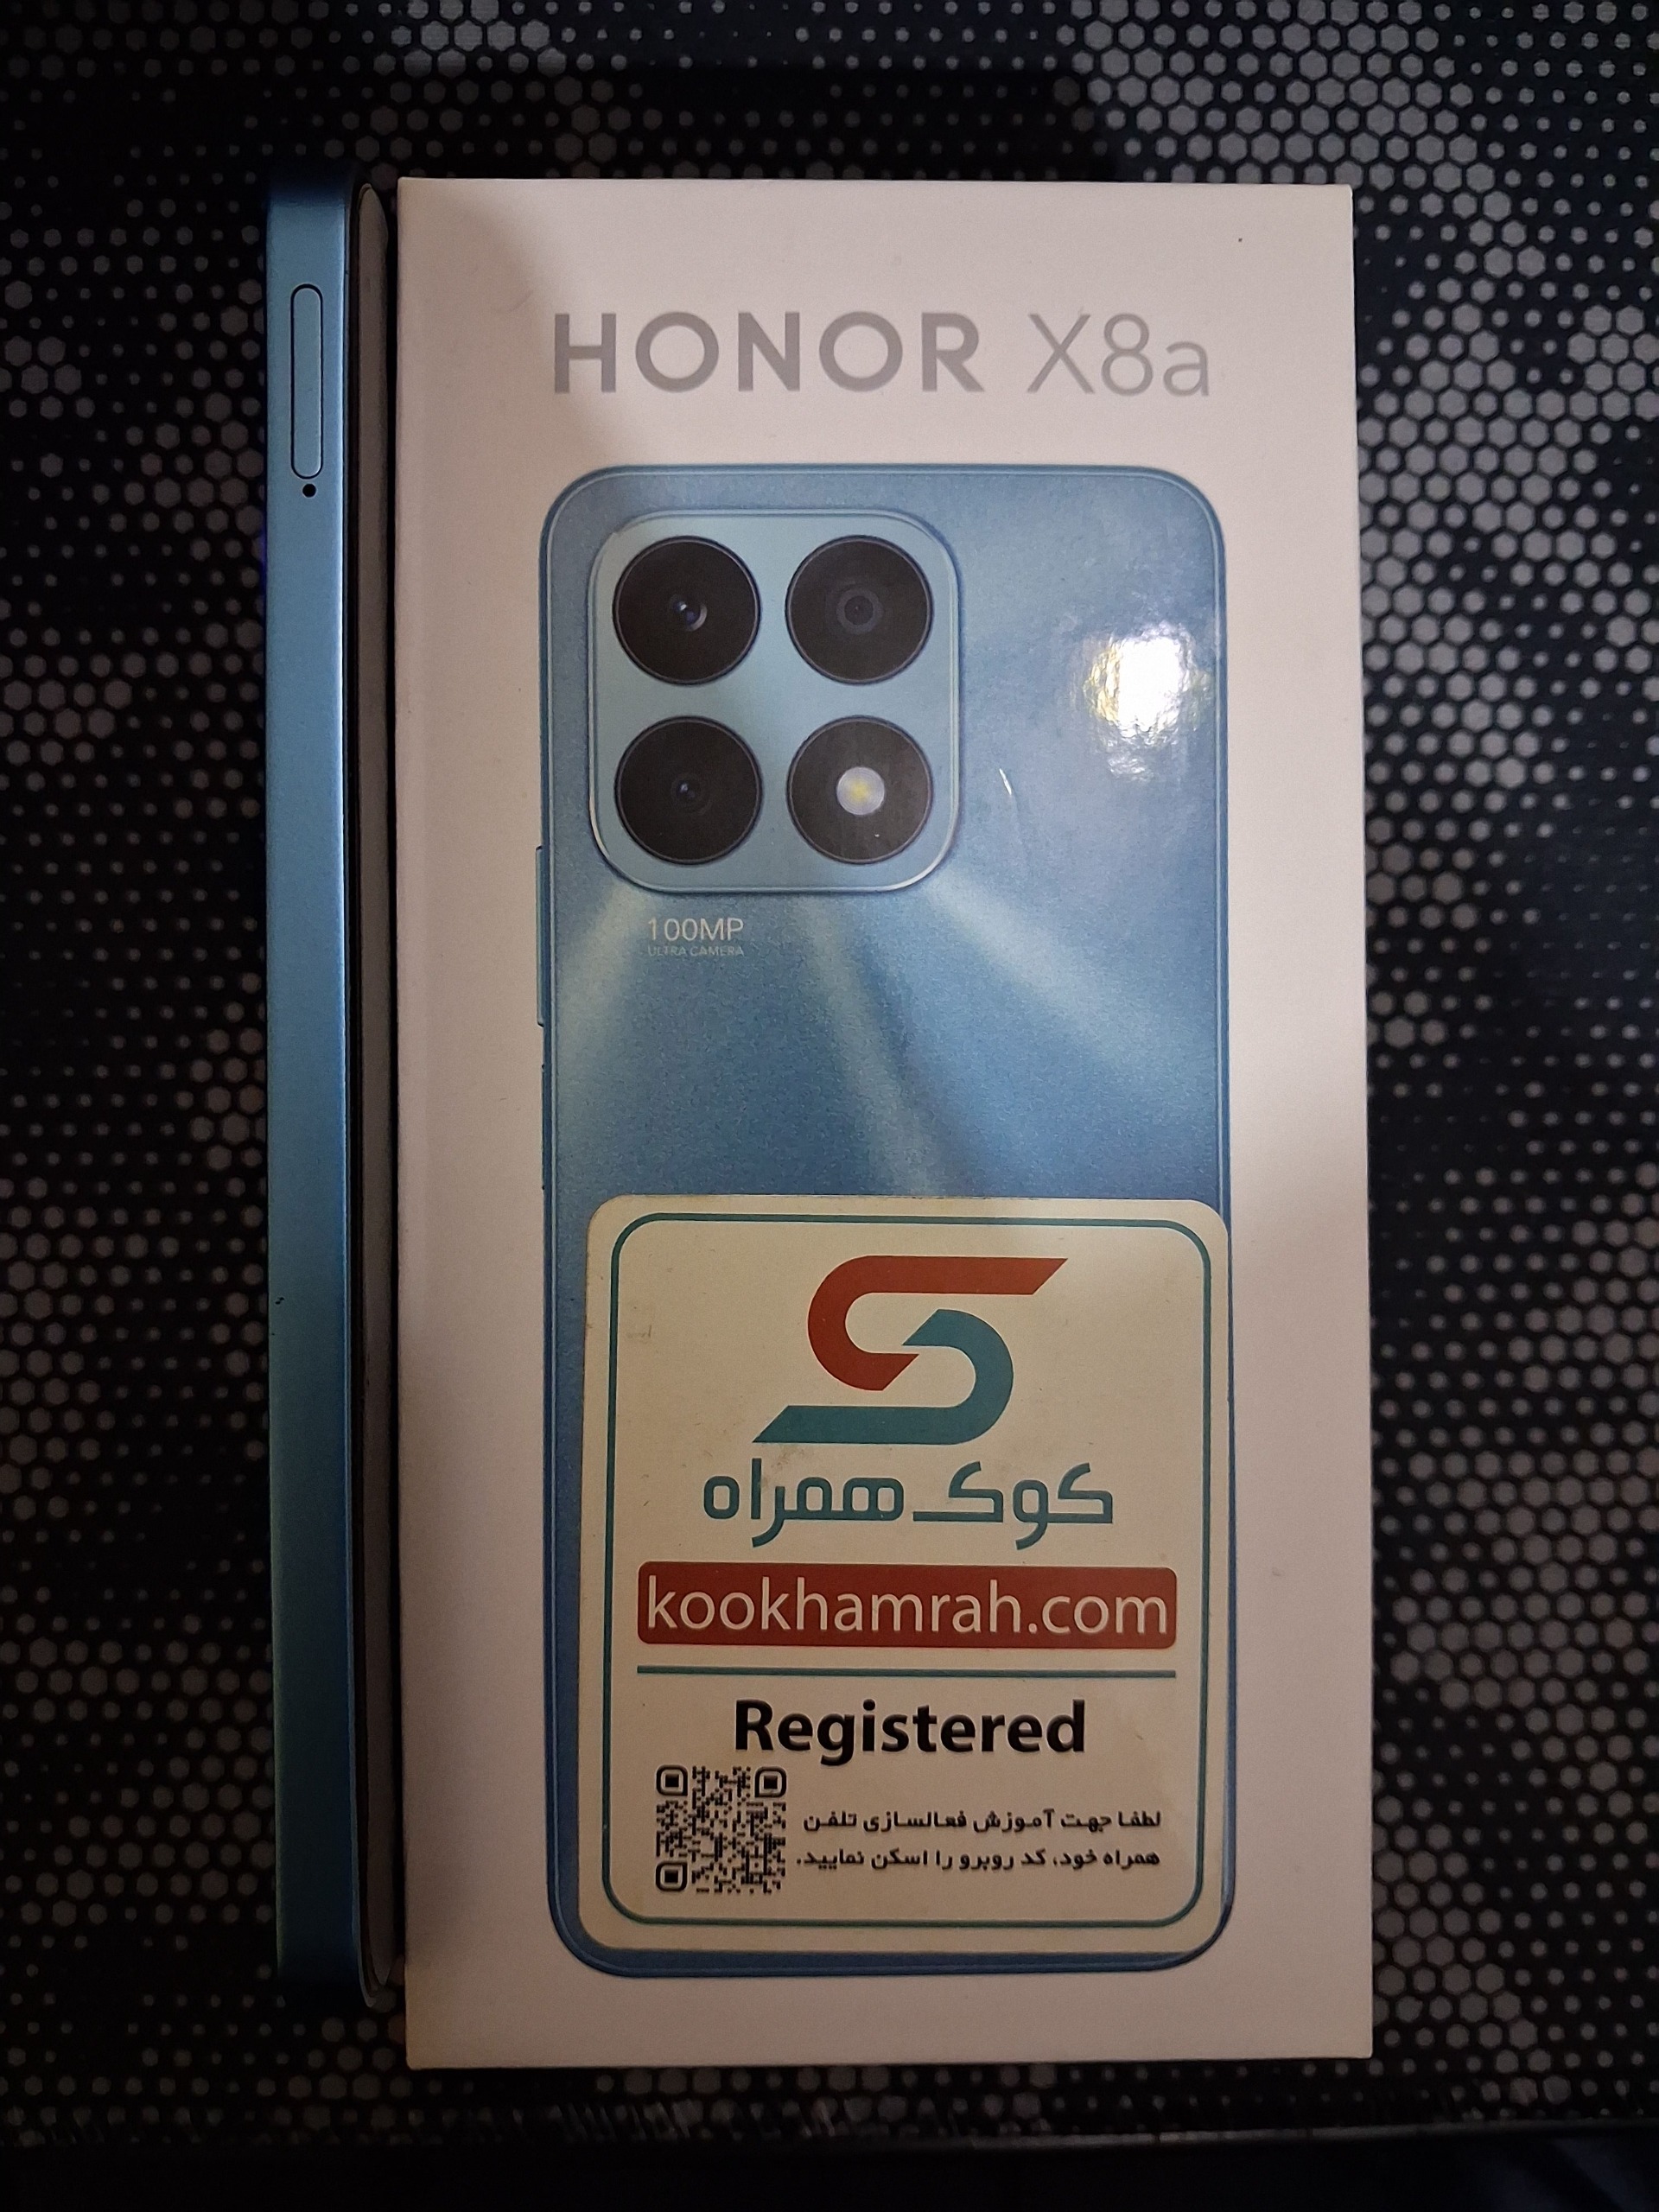 HONOR X8a
100MP
ULTRA CAMERA
کوک همراه
kookhamrah.com
Registered
لطفا جهت آموزش فعالسازی تلفن
همراه خود، کد روبرو را اسکن نمایید.